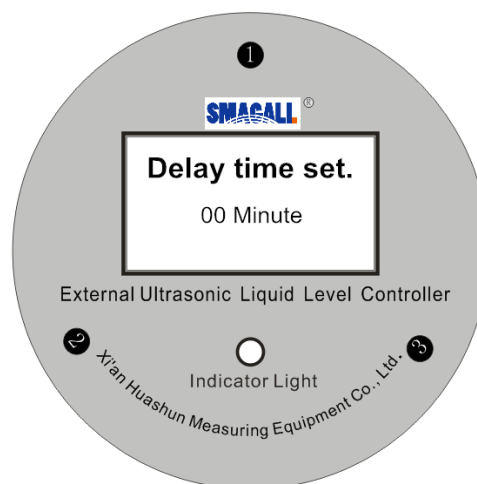 1
SMACALL®
Delay time set.
00 Minute
External Ultrasonic Liquid Level Controller
2
3
Indicator Light
Xi'an Huashun Measuring Equipment Co., Ltd.